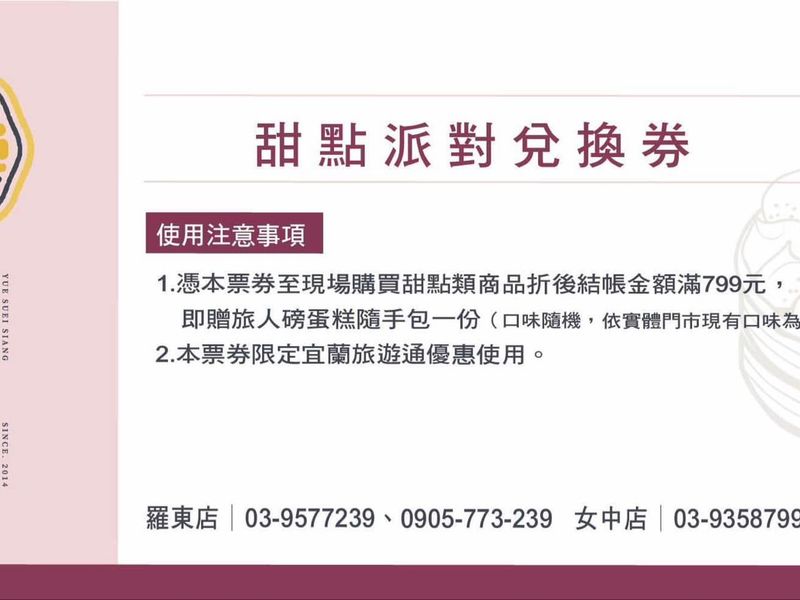 甜點派對兌換券
使用注意事項
1.憑本票券至現場購買甜點類商品折後結帳金額滿799元，
即贈旅人磅蛋糕隨手包一份（口味隨機，依實體門市現有口味為
2.本票券限定宜蘭旅遊通優惠使用。
羅東店｜03-9577239、0905-773-239 女中店｜03-9358799
YUE SUEI SIANG
SINCE. 2014